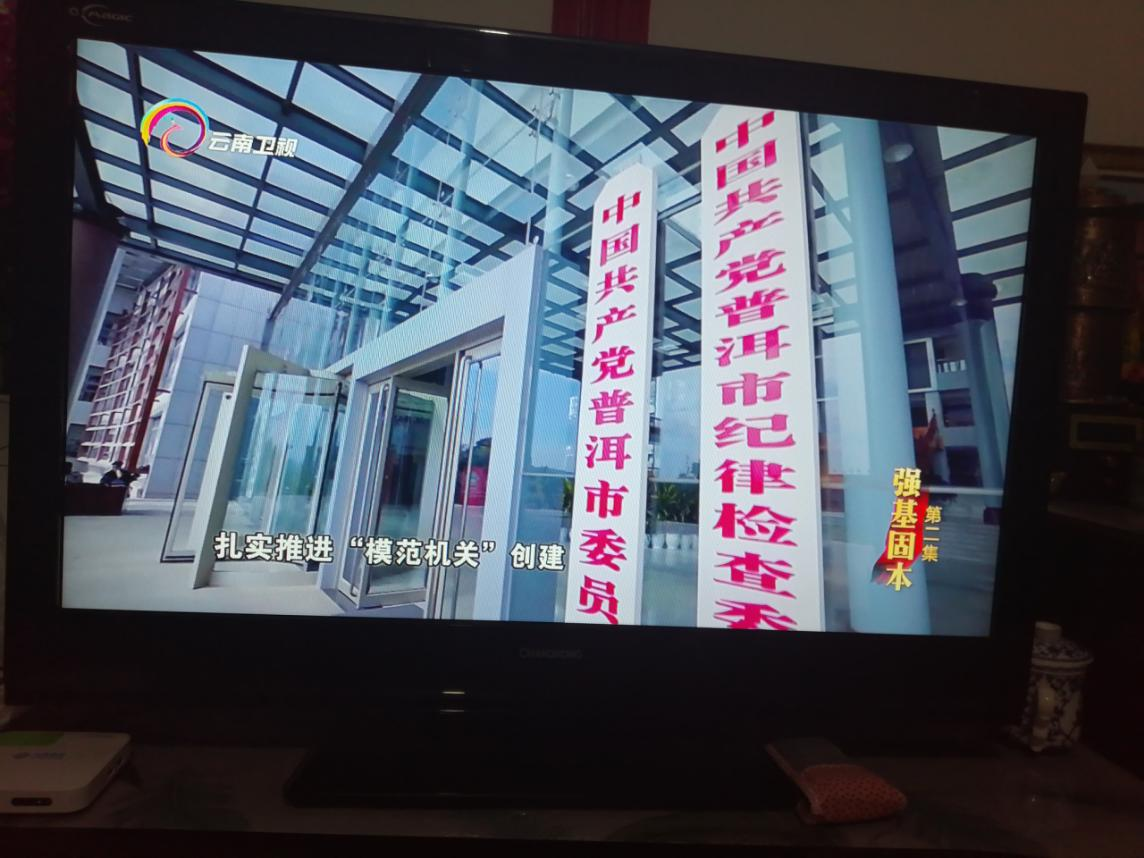 云南卫视
中国共产党普洱市委员
中国共产党普洱市纪律检查委
扎实推进“模范机关”创建
强基固本
第二集
CHANGHONG